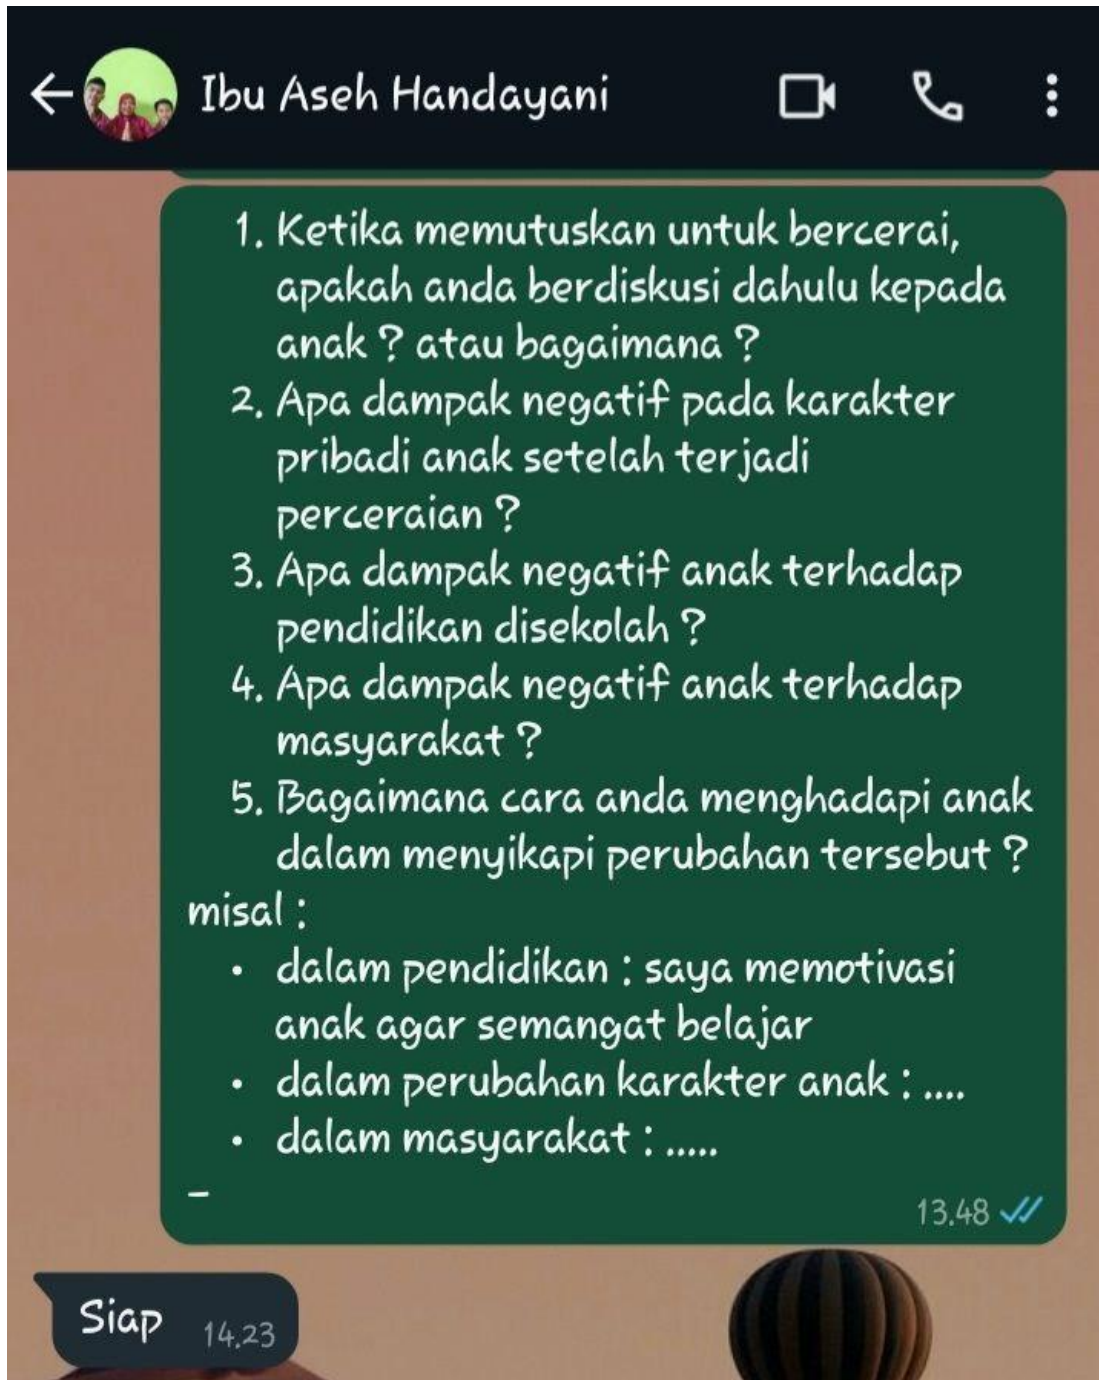 Ibu Aseh Handayani
1. Ketika memutuskan untuk bercerai,
apakah anda berdiskusi dahulu kepada
anak ? atau bagaimana ?
2. Apa dampak negatif pada karakter
pribadi anak setelah terjadi
perceraian ?
3. Apa dampak negatif anak terhadap
pendidikan disekolah ?
4. Apa dampak negatif anak terhadap
masyarakat ?
5. Bagaimana cara anda menghadapi anak
dalam menyikapi perubahan tersebut ?
misal :
• dalam pendidikan : saya memotivasi
anak agar semangat belajar
• dalam perubahan karakter anak : ....
• dalam masyarakat : .....
-
13.48
Siap 14.23